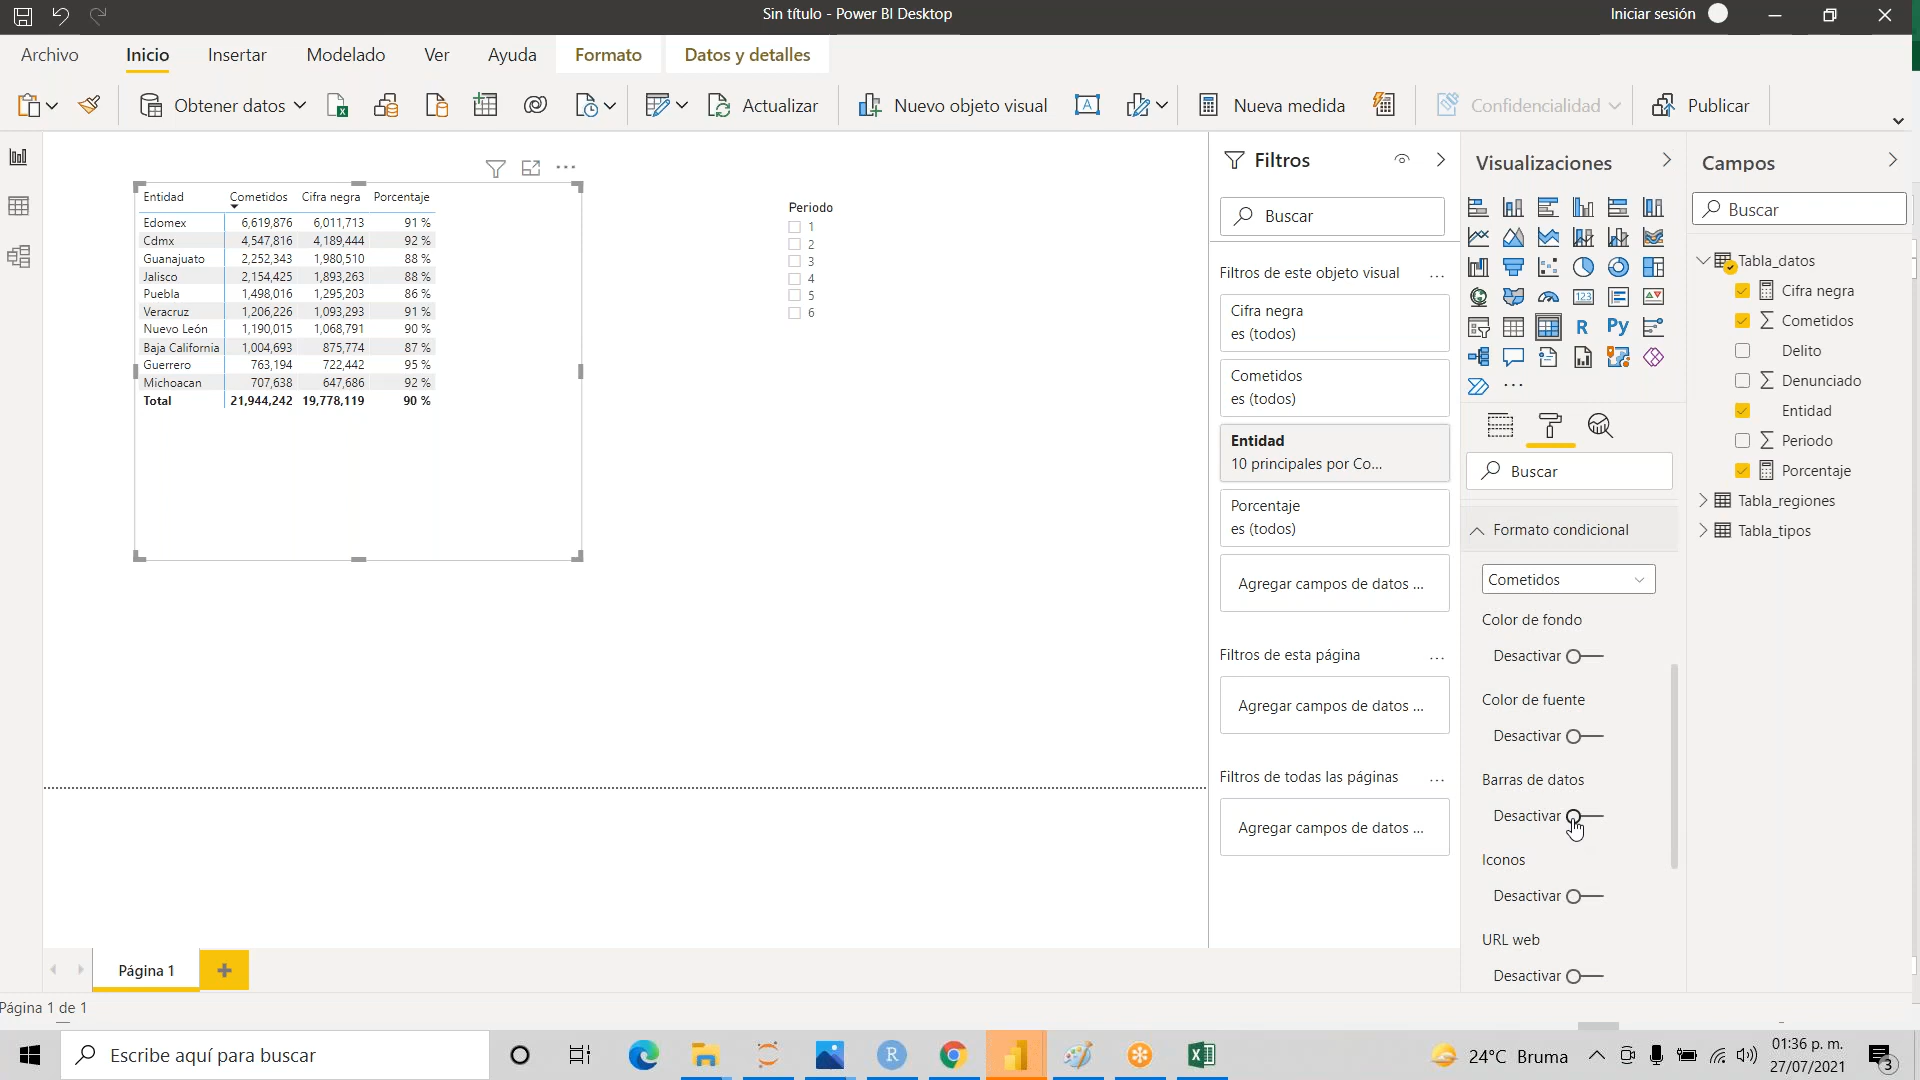 Sin título - Power BI Desktop
Iniciar sesión
Archivo Inicio Insertar Modelado Ver Ayuda Formato Datos y detalles
Obtener datos Actualizar Nuevo objeto visual Nueva medida Confidencialidad Publicar
Entidad Cometidos Cifra negra Porcentaje
Edomex 6,619,876 6,011,713 91 %
Cdmx 4,547,816 4,189,444 92 %
Guanajuato 2,252,343 1,980,510 88 %
Jalisco 2,154,425 1,893,263 88 %
Puebla 1,498,016 1,295,203 86 %
Veracruz 1,206,226 1,093,293 91 %
Nuevo León 1,190,015 1,068,791 90 %
Baja California 1,004,693 875,774 87 %
Guerrero 763,194 722,442 95 %
Michoacan 707,638 647,686 92 %
Total 21,944,242 19,778,119 90 %
Periodo
1
2
3
4
5
6
Filtros
Buscar
Filtros de este objeto visual ...
Cifra negra
es (todos)
Cometidos
es (todos)
Entidad
10 principales por Co...
Porcentaje
es (todos)
Agregar campos de datos ...
Filtros de esta página ...
Agregar campos de datos ...
Filtros de todas las páginas ...
Agregar campos de datos ...
Visualizaciones
123
R Py
...
Buscar
Formato condicional
Cometidos
Color de fondo
Desactivar
Color de fuente
Desactivar
Barras de datos
Desactivar
Iconos
Desactivar
URL web
Desactivar
Campos
Buscar
Tabla_datos
Cifra negra
Cometidos
Delito
Denunciado
Entidad
Periodo
Porcentaje
Tabla_regiones
Tabla_tipos
Página 1
Página 1 de 1
Escribe aquí para buscar
R
24°C Bruma
01:36 p. m.
27/07/2021
3